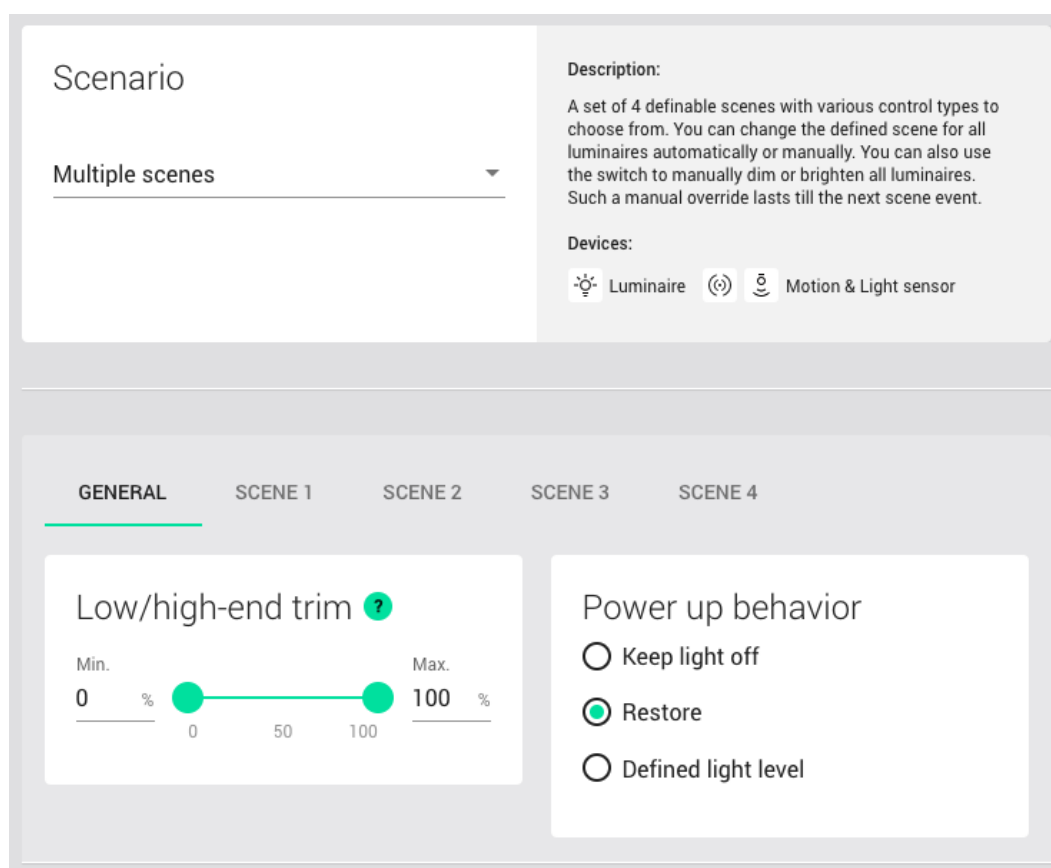 Scenario
Multiple scenes
Description:
A set of 4 definable scenes with various control types to
choose from. You can change the defined scene for all
luminaires automatically or manually. You can also use
the switch to manually dim or brighten all luminaires.
Such a manual override lasts till the next scene event.
Devices:
Luminaire Motion & Light sensor
GENERAL SCENE 1 SCENE 2 SCENE 3 SCENE 4
Low/high-end trim ?
Min. Max.
0 % 100 %
0 50 100
Power up behavior
Keep light off
Restore
Defined light level